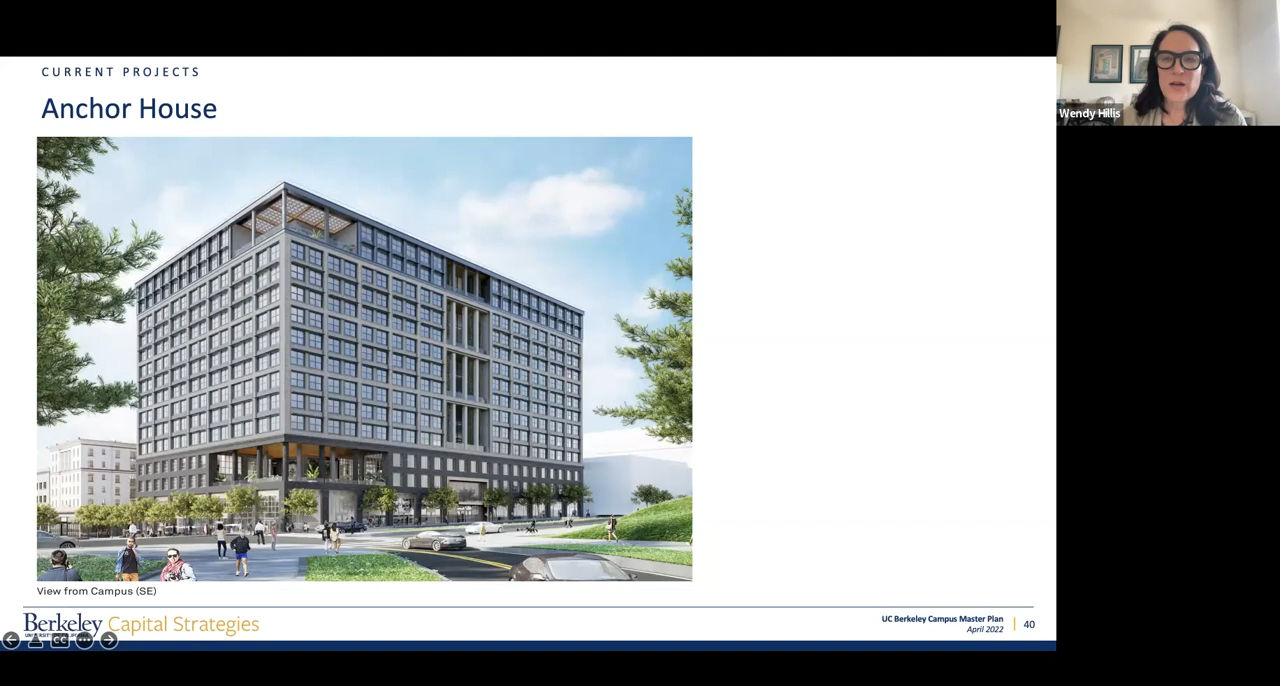 CURRENT PROJECTS
Anchor House
Wendy Hillis
View from Campus (SE)
Berkeley Capital Strategies
UC Berkeley Campus Master Plan
April 2022
40
CC